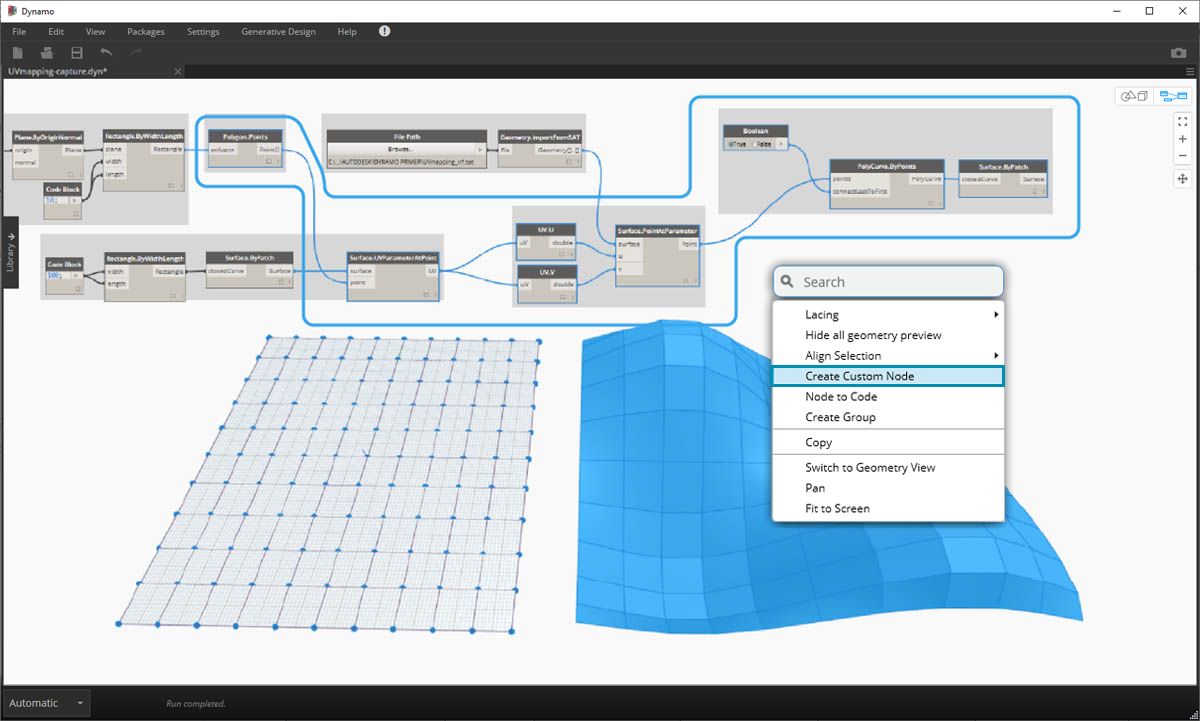 Dynamo
File Edit View Packages Settings Generative Design Help !
UVmapping-capture.dyn*
Plane.ByOriginNormal
origin Plane
normal
Rectangle.ByWidthLength
plane Rectangle
width
length
Code Block
10; >
Polygon.Points
Point[]
File Path
Browse... >
C:\...\AUTODESK\DYNAMO PRIMER\UVmapping_srf.sat
Geometry.ImportFromSAT
file Geometry[]
Boolean
True False >
PolyCurve.ByPoints
points PolyCurve
connectLastToFirst
Surface.ByPatch
closedCurve Surface
Library
Code Block
100; >
Rectangle.ByWidthLength
width Rectangle
length
Surface.ByPatch
closedCurve Surface
Surface.UVParameterAtPoint
surface UV
point
UV.U
uV double
UV.V
uV double
Surface.PointAtParameter
surface Point
u
v
Search
Lacing
Hide all geometry preview
Align Selection
Create Custom Node
Node to Code
Create Group
Copy
Switch to Geometry View
Pan
Fit to Screen
Automatic
Run completed.